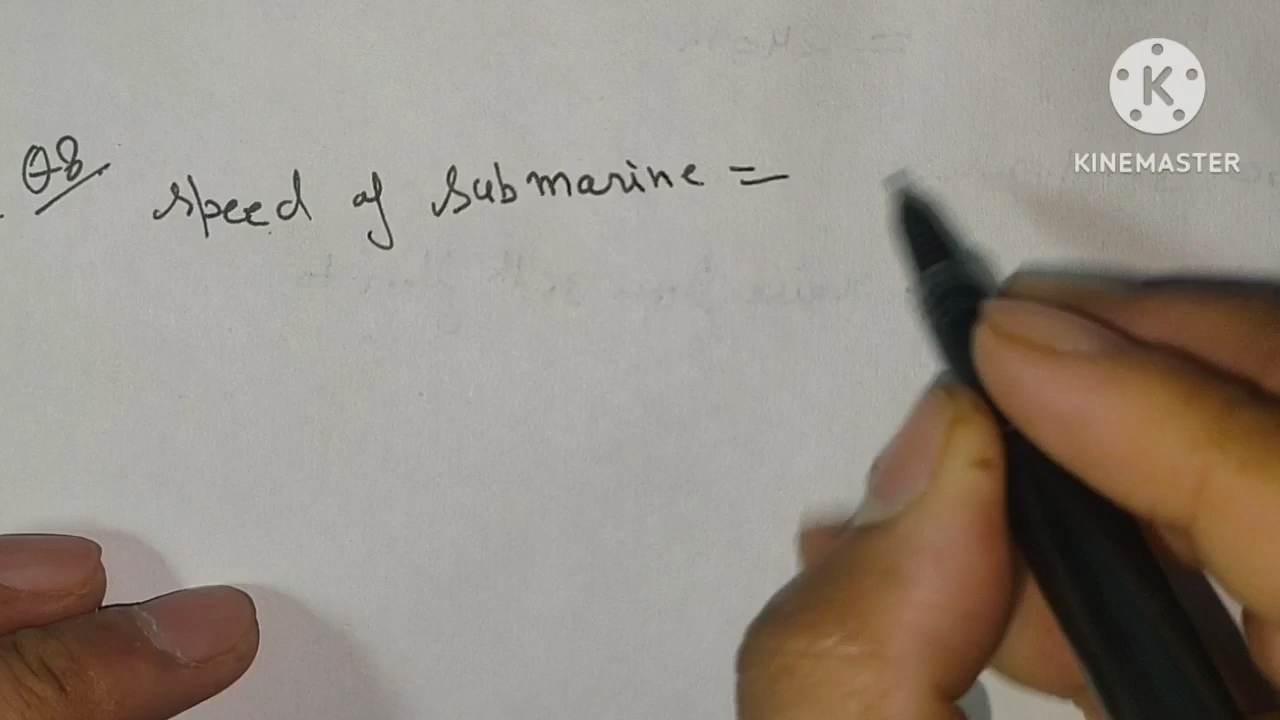 Q8
speed of submarine =
KINEMASTER